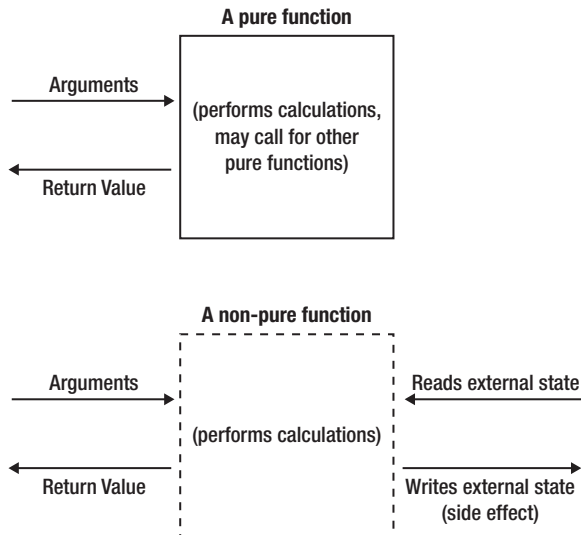 A pure function
Arguments
(performs calculations,
may call for other
pure functions)
Return Value
A non-pure function
Arguments
Reads external state
(performs calculations)
Return Value
Writes external state
(side effect)